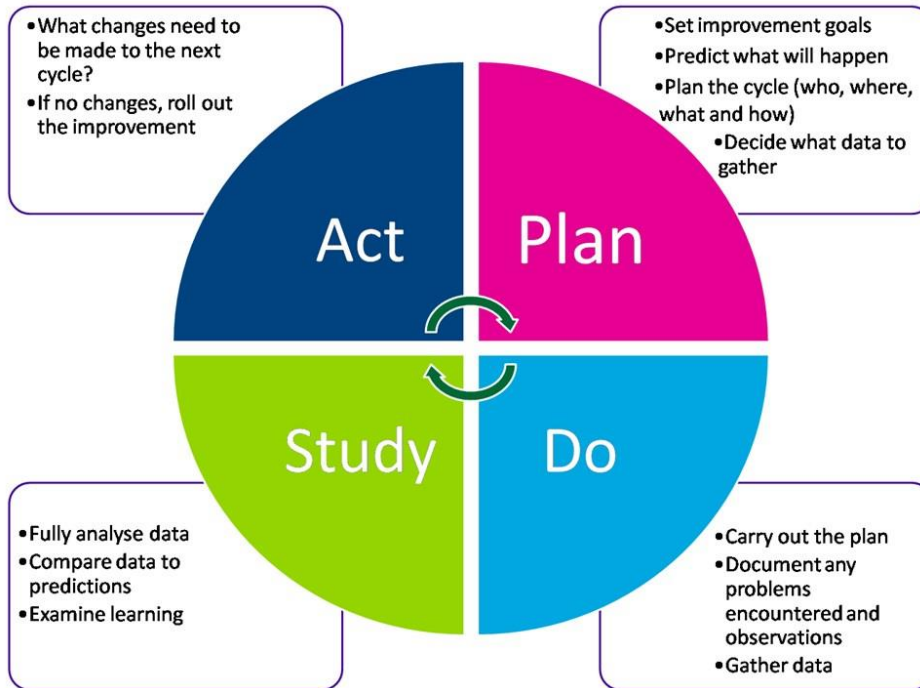 •What changes need to
be made to the next
cycle?
•If no changes, roll out
the improvement
•Set improvement goals
•Predict what will happen
•Plan the cycle (who, where,
what and how)
•Decide what data to
gather
Act
Plan
Study
Do
•Fully analyse data
•Compare data to
predictions
•Examine learning
•Carry out the plan
•Document any
problems
encountered and
observations
•Gather data